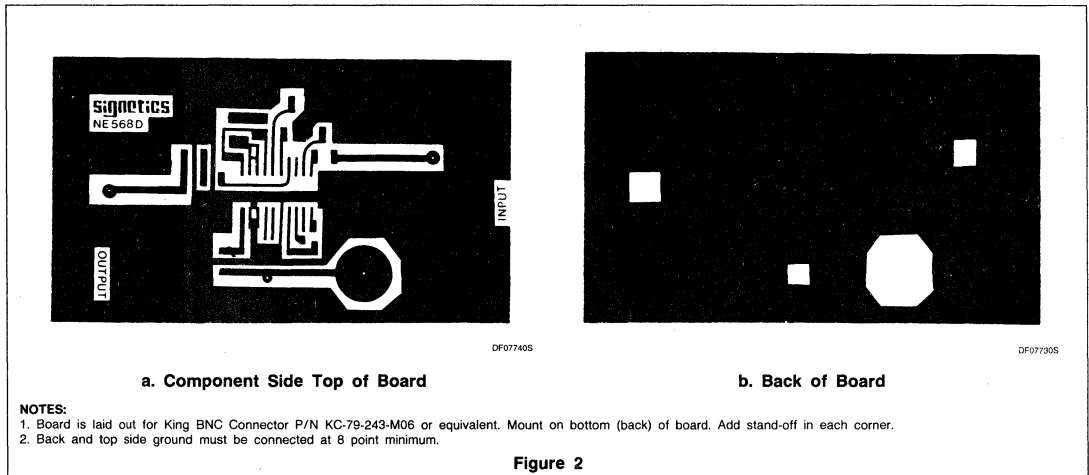 signetics
NE568D
INPUT
OUTPUT
DF07740S
DF07730S
a. Component Side Top of Board
b. Back of Board
NOTES:
1. Board is laid out for King BNC Connector P/N KC-79-243-M06 or equivalent. Mount on bottom (back) of board. Add stand-off in each corner.
2. Back and top side ground must be connected at 8 point minimum.
Figure 2